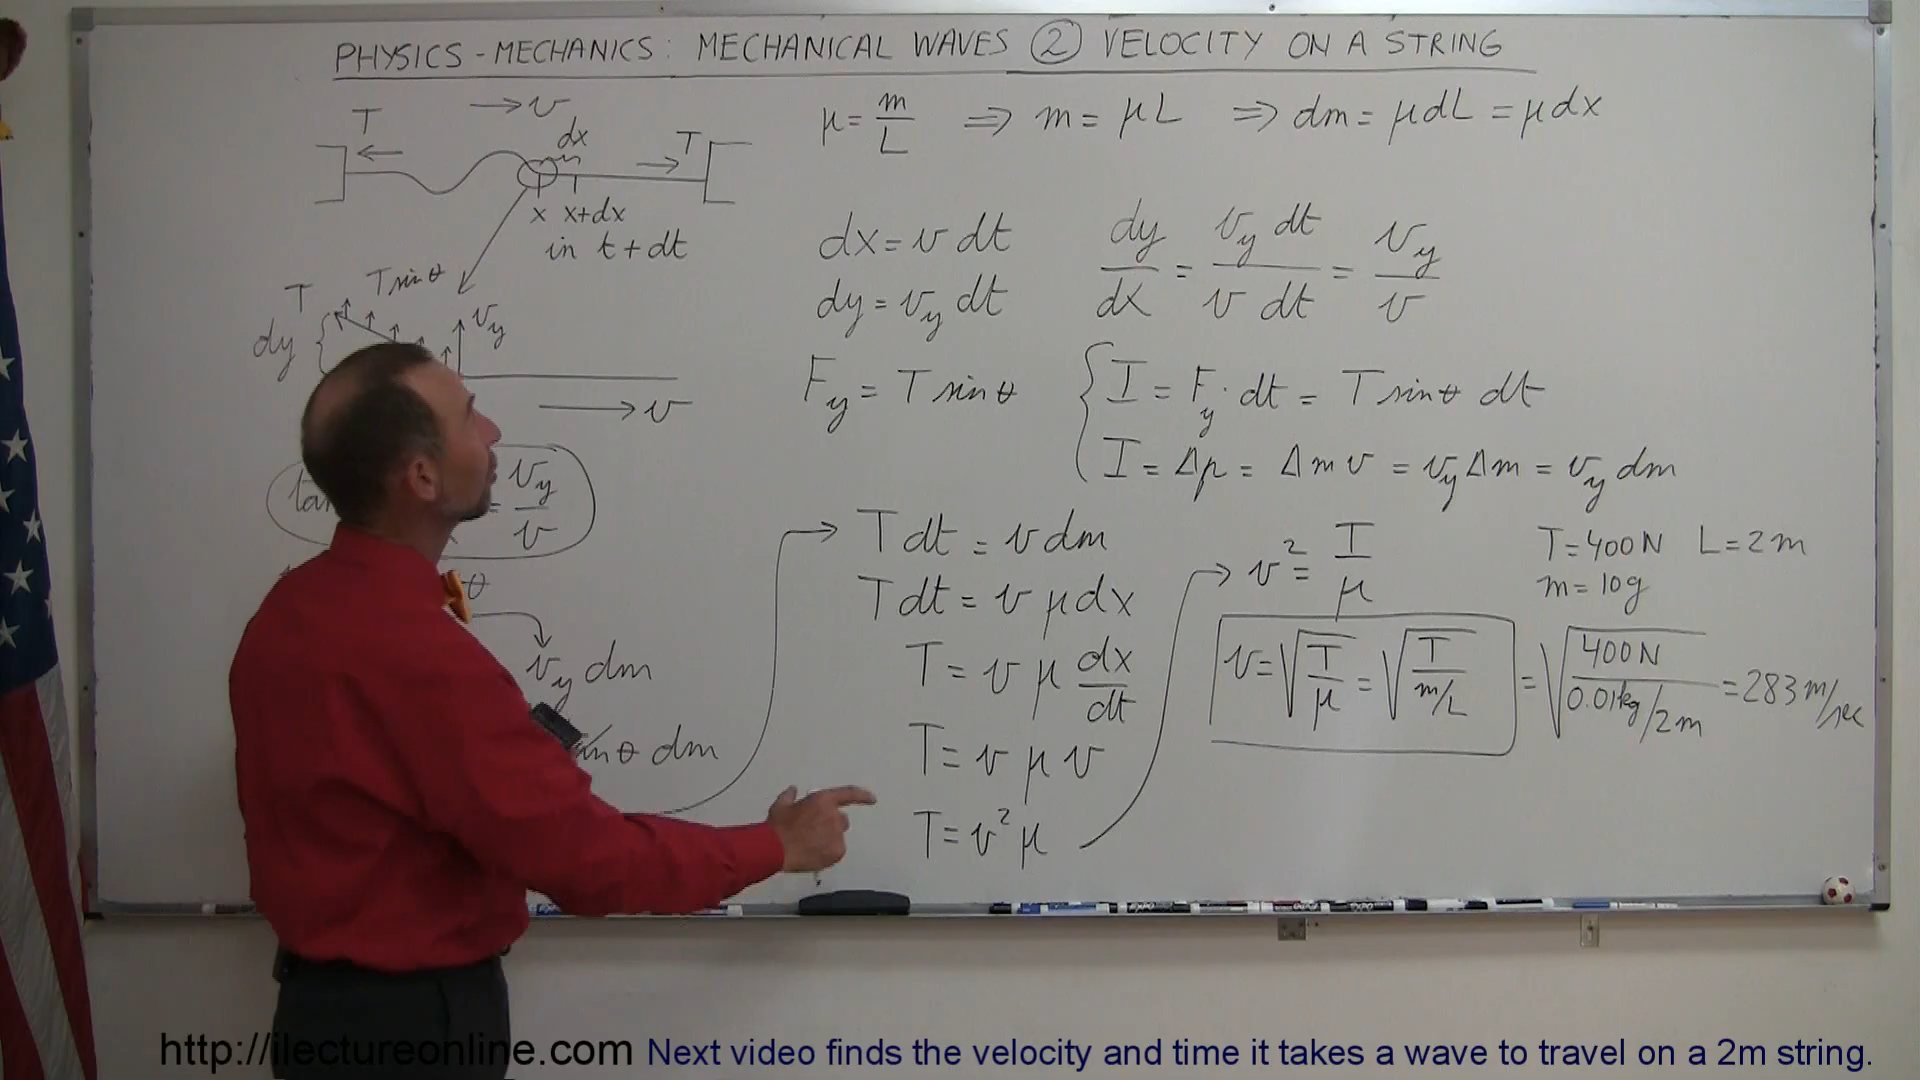 PHYSICS - MECHANICS: MECHANICAL WAVES ② VELOCITY ON A STRING
T → v
dx T
x x+dx
in t + dt
T T sin θ
dy v_y
→ v
v_y / v
θ
v_y dm
θ dm
μ = m/L ⇒ m = μL ⇒ dm = μdL = μdx
dx = v dt
dy = v_y dt
dy/dx = v_y dt / v dt = v_y / v
F_y = T sin θ
I = F_y · dt = T sin θ dt
I = Δp = Δmv = v_y Δm = v_y dm
T dt = v dm
T dt = v μ dx
T = v μ dx/dt
T = v μ v
T = v² μ
v² = T/μ
T = 400N L = 2m
m = 10g
v = √(T/μ) = √(T/(m/L)) = √(400N / (0.01kg/2m)) = 283 m/sec
http://ilectureonline.com Next video finds the velocity and time it takes a wave to travel on a 2m string.